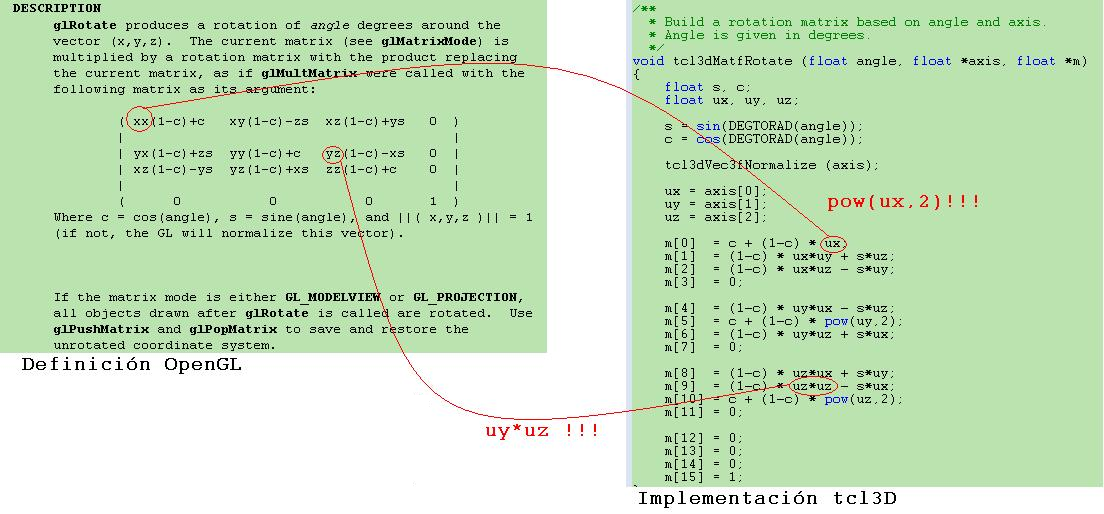 DESCRIPTION
glRotate produces a rotation of angle degrees around the
vector (x,y,z).  The current matrix (see glMatrixMode) is
multiplied by a rotation matrix with the product replacing
the current matrix, as if glMultMatrix were called with the
following matrix as its argument:
( xx(1-c)+c   xy(1-c)-zs  xz(1-c)+ys   0  )
|                                         |
| yx(1-c)+zs  yy(1-c)+c   yz(1-c)-xs   0  |
| xz(1-c)-ys  yz(1-c)+xs  zz(1-c)+c    0  |
|                                         |
(      0           0           0       1  )
Where c = cos(angle), s = sine(angle), and ||( x,y,z )|| = 1
(if not, the GL will normalize this vector).
If the matrix mode is either GL_MODELVIEW or GL_PROJECTION,
all objects drawn after glRotate is called are rotated.  Use
glPushMatrix and glPopMatrix to save and restore the
unrotated coordinate system.
Definición OpenGL
uy*uz !!!
/**
* Build a rotation matrix based on angle and axis.
* Angle is given in degrees.
*/
void tcl3dMatfRotate (float angle, float *axis, float *m)
{
float s, c;
float ux, uy, uz;
s = sin(DEGTORAD(angle));
c = cos(DEGTORAD(angle));
tcl3dVec3fNormalize (axis);
ux = axis[0];
uy = axis[1];
uz = axis[2];
pow(ux,2)!!!
m[0]  = c + (1-c) * ux;
m[1]  = (1-c) * ux*uy + s*uz;
m[2]  = (1-c) * ux*uz - s*uy;
m[3]  = 0;
m[4]  = (1-c) * uy*ux - s*uz;
m[5]  = c + (1-c) * pow(uy,2);
m[6]  = (1-c) * uy*uz + s*ux;
m[7]  = 0;
m[8]  = (1-c) * uz*ux + s*uy;
m[9]  = (1-c) * uz*uz - s*ux;
m[10] = c + (1-c) * pow(uz,2);
m[11] = 0;
m[12] = 0;
m[13] = 0;
m[14] = 0;
m[15] = 1;
Implementación tcl3D